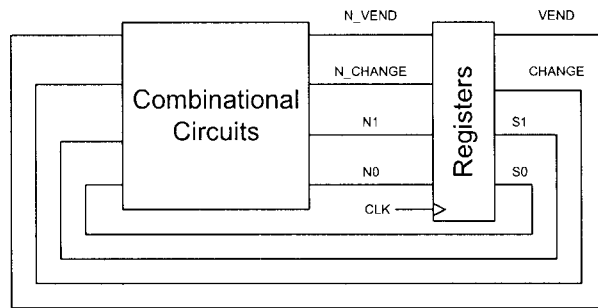 N_VEND
VEND
N_CHANGE
CHANGE
Combinational
Circuits
Registers
N1
S1
N0
S0
CLK